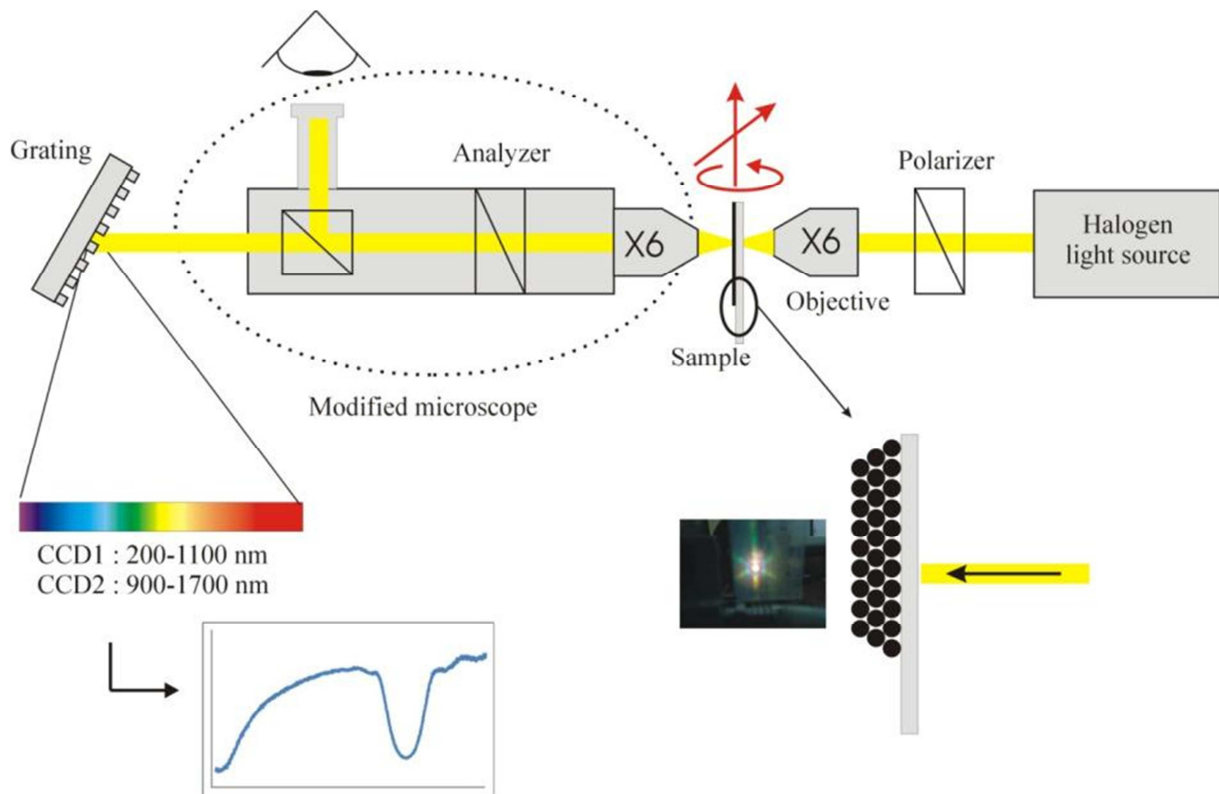 Grating
Analyzer
Polarizer
X6
X6
Halogen
light source
Objective
Sample
Modified microscope
CCD1 : 200-1100 nm
CCD2 : 900-1700 nm